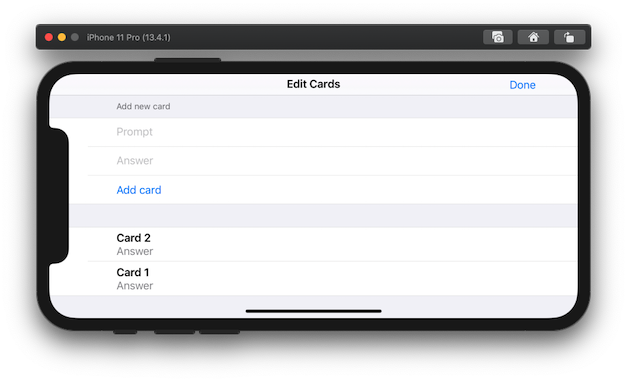 iPhone 11 Pro (13.4.1)
Edit Cards
Done
Add new card
Prompt
Answer
Add card
Card 2
Answer
Card 1
Answer